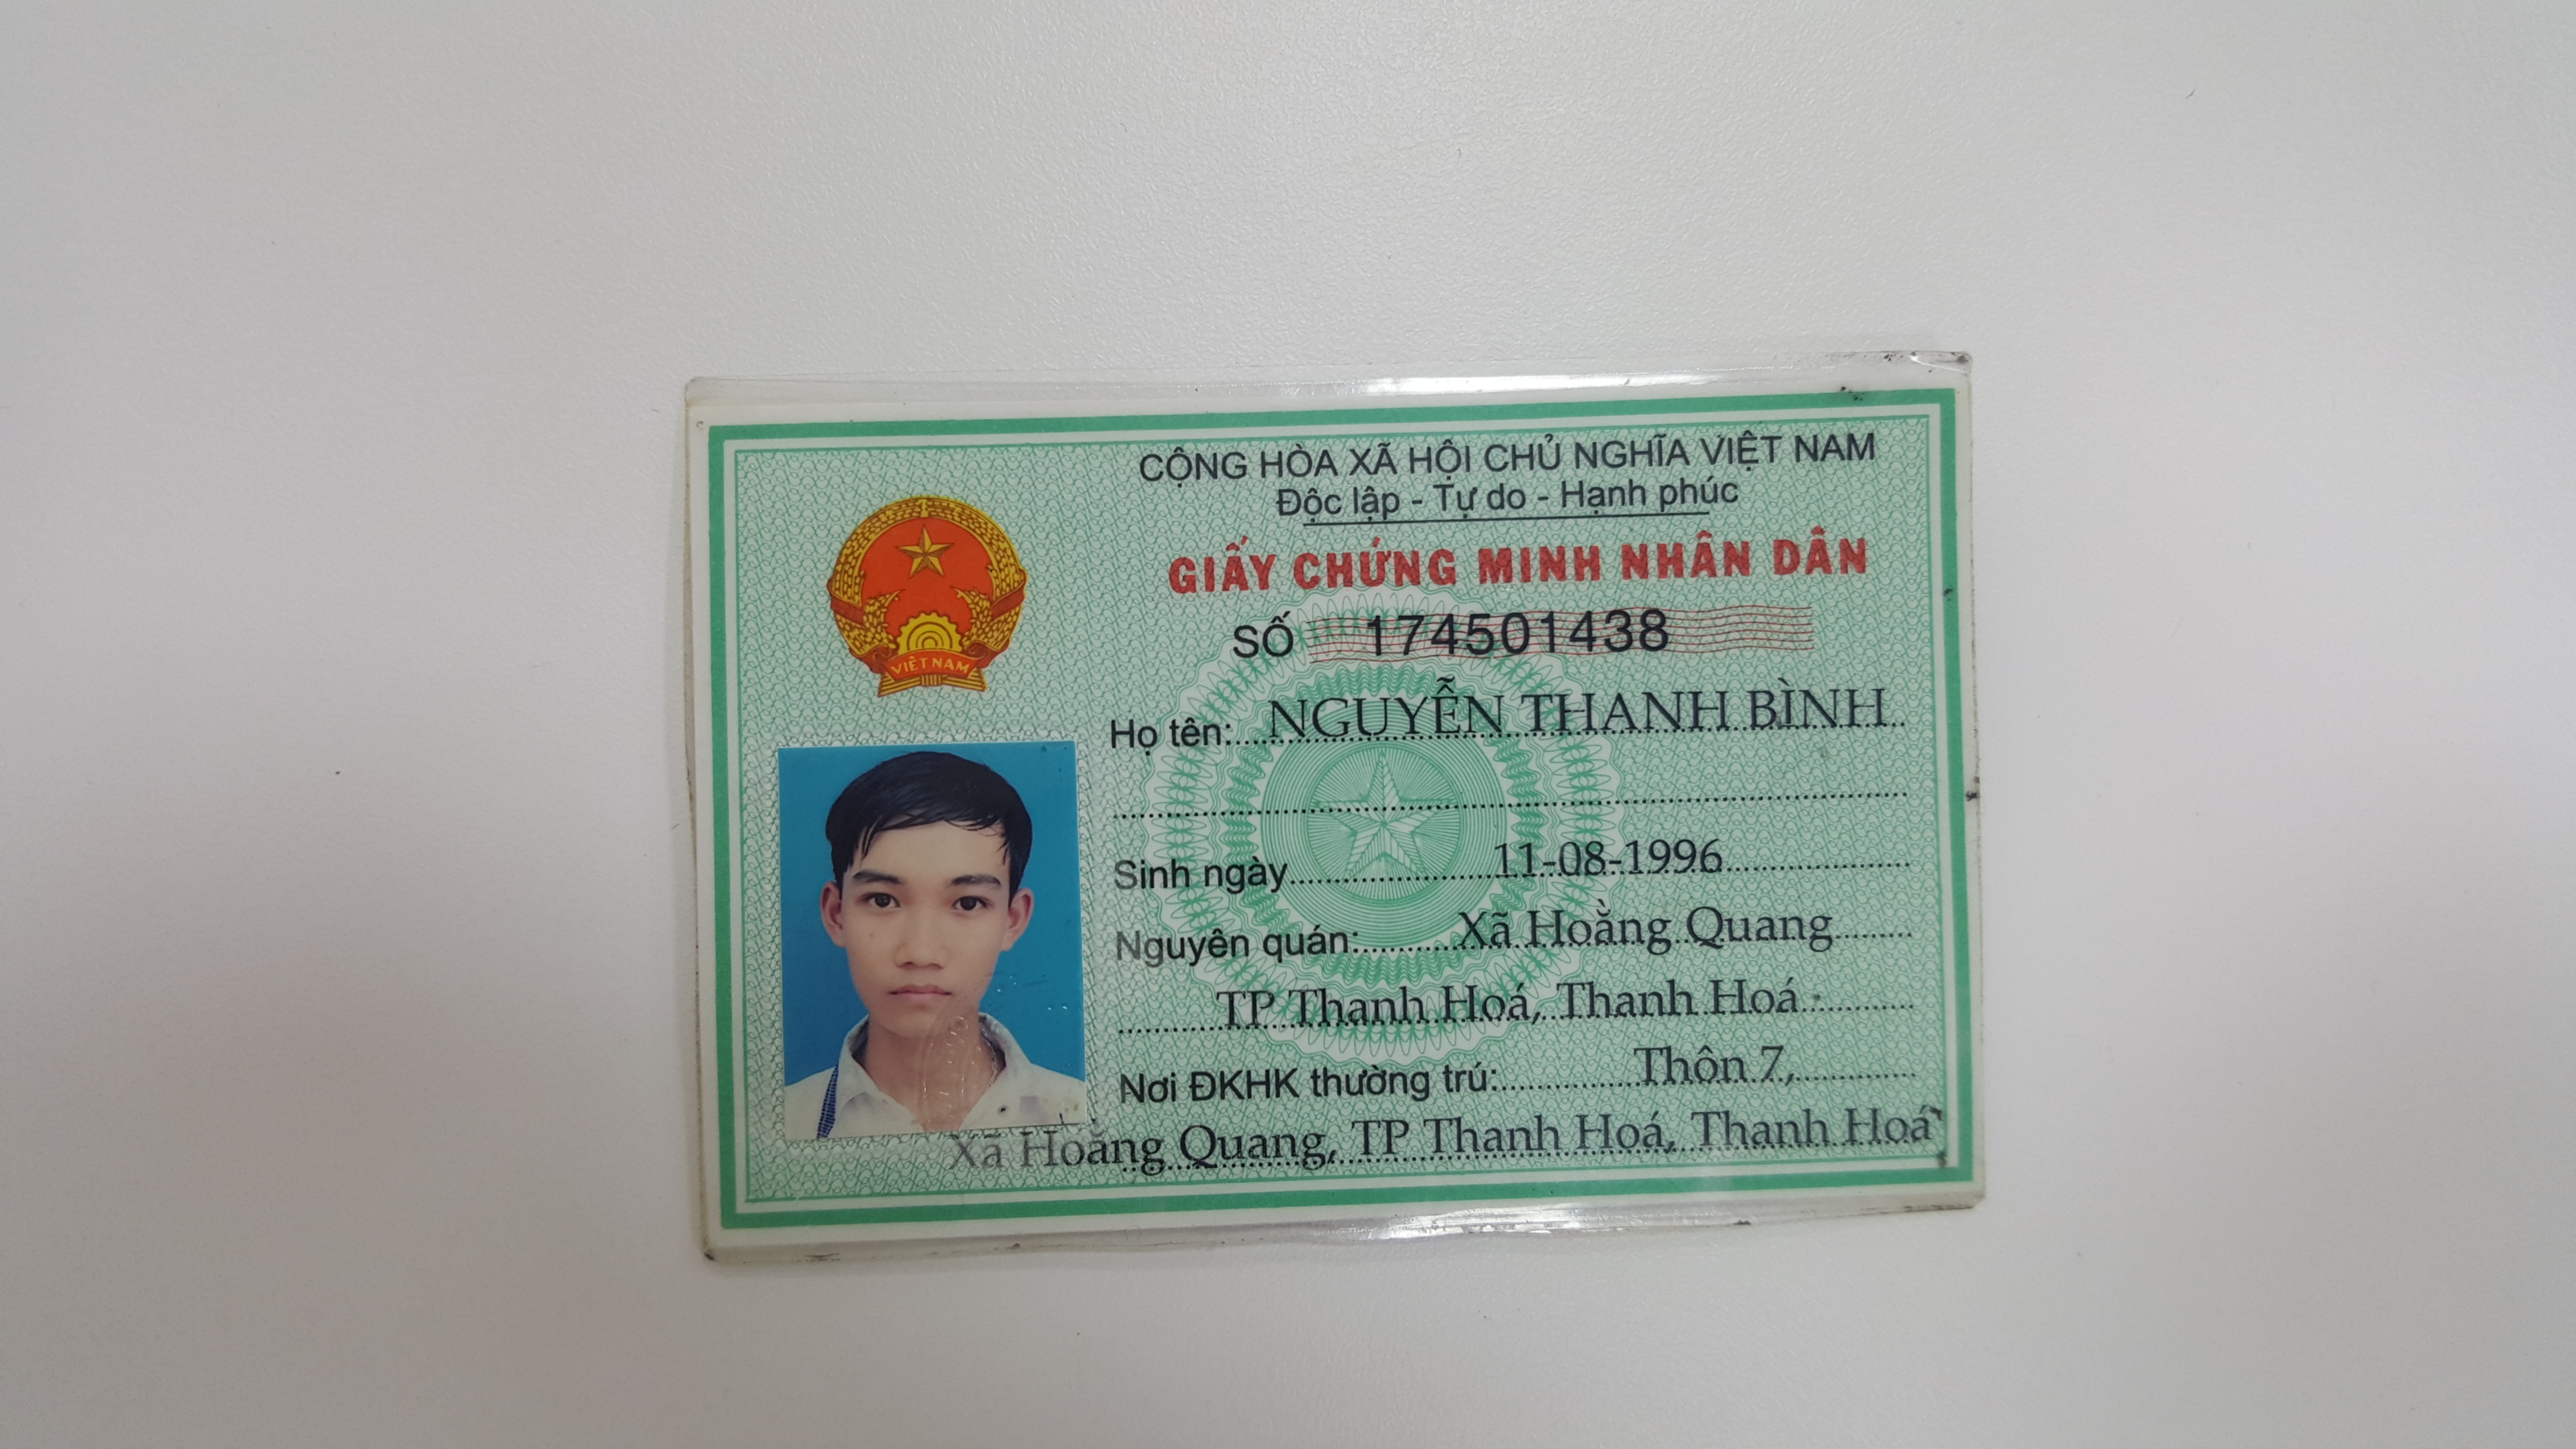 CỘNG HÒA XÃ HỘI CHỦ NGHĨA VIỆT NAM
Độc lập - Tự do - Hạnh phúc
GIẤY CHỨNG MINH NHÂN DÂN
SỐ 174501438
VIỆT NAM
Họ tên: NGUYỄN THANH BÌNH
Sinh ngày 11-08-1996
Nguyên quán: Xã Hoằng Quang
TP Thanh Hoá, Thanh Hoá
Nơi ĐKHK thường trú: Thôn 7,
Xã Hoằng Quang, TP Thanh Hoá, Thanh Hoá